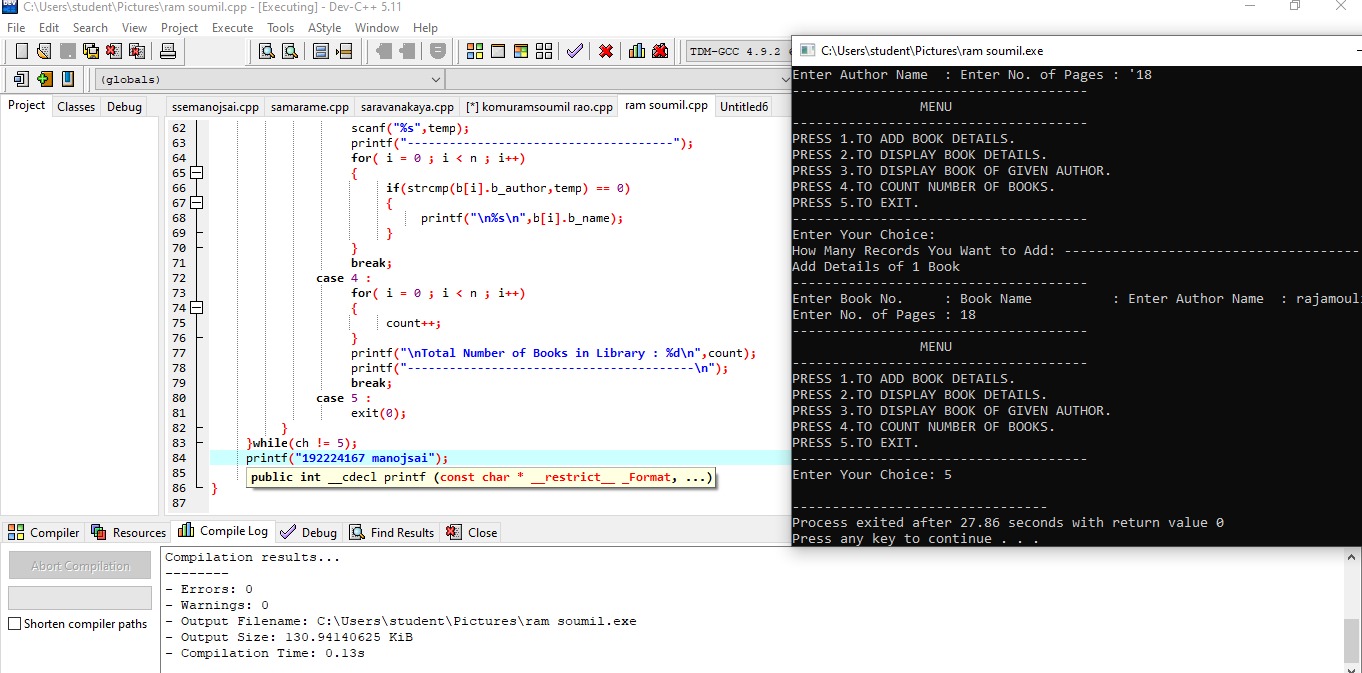 C:\Users\student\Pictures\ram soumil.cpp - [Executing] - Dev-C++ 5.11
File Edit Search View Project Execute Tools AStyle Window Help
TDM-GCC 4.9.2
(globals)
Project Classes Debug
ssemanojsai.cpp samarame.cpp saravanakaya.cpp [*] komuramsoumil rao.cpp ram soumil.cpp Untitled6
62 scanf("%s",temp);
63 printf("--------------------------------------");
64 for( i = 0 ; i < n ; i++)
65 {
66 if(strcmp(b[i].b_author,temp) == 0)
67 {
68 printf("\n%s\n",b[i].b_name);
69 }
70 }
71 break;
72 case 4 :
73 for( i = 0 ; i < n ; i++)
74 {
75 count++;
76 }
77 printf("\nTotal Number of Books in Library : %d\n",count);
78 printf("-----------------------------------------\n");
79 break;
80 case 5 :
81 exit(0);
82 }
83 }while(ch != 5);
84 printf("192224167 manojsai");
85
public int __cdecl printf (const char * __restrict__ _Format, ...)
86 }
87
C:\Users\student\Pictures\ram soumil.exe
Enter Author Name : Enter No. of Pages : '18
-------------------------------------
MENU
-------------------------------------
PRESS 1.TO ADD BOOK DETAILS.
PRESS 2.TO DISPLAY BOOK DETAILS.
PRESS 3.TO DISPLAY BOOK OF GIVEN AUTHOR.
PRESS 4.TO COUNT NUMBER OF BOOKS.
PRESS 5.TO EXIT.
-------------------------------------
Enter Your Choice:
How Many Records You Want to Add: -------------------------------------
Add Details of 1 Book
-------------------------------------
Enter Book No. : Book Name : Enter Author Name : rajamoul
Enter No. of Pages : 18
-------------------------------------
MENU
-------------------------------------
PRESS 1.TO ADD BOOK DETAILS.
PRESS 2.TO DISPLAY BOOK DETAILS.
PRESS 3.TO DISPLAY BOOK OF GIVEN AUTHOR.
PRESS 4.TO COUNT NUMBER OF BOOKS.
PRESS 5.TO EXIT.
-------------------------------------
Enter Your Choice: 5
--------------------------------
Process exited after 27.86 seconds with return value 0
Press any key to continue . . .
Compiler Resources Compile Log Debug Find Results Close
Abort Compilation
Shorten compiler paths
Compilation results...
--------
- Errors: 0
- Warnings: 0
- Output Filename: C:\Users\student\Pictures\ram soumil.exe
- Output Size: 130.94140625 KiB
- Compilation Time: 0.13s